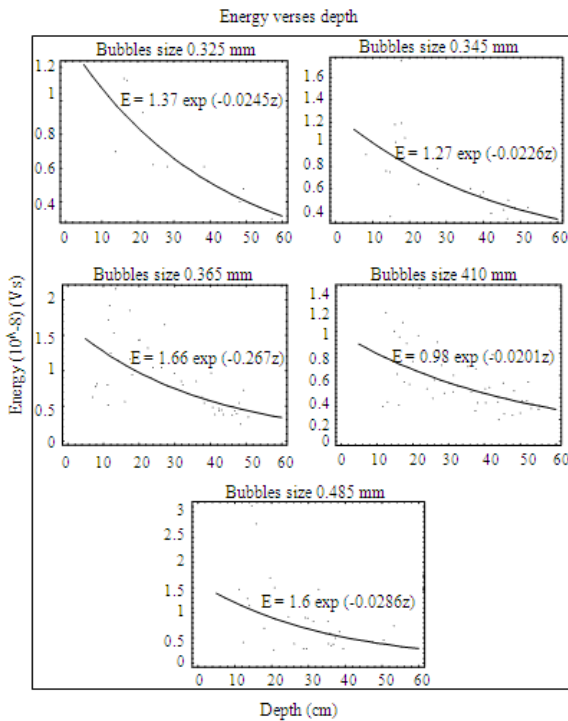 Energy verses depth
Bubbles size 0.325 mm
1.2
1
0.8
0.6
0.4
E = 1.37 exp (-0.0245z)
0 10 20 30 40 50 60
Bubbles size 0.345 mm
1.6
1.4
1.2
1
0.8
0.6
0.4
E = 1.27 exp (-0.0226z)
0 10 20 30 40 50 60
Energy (10^-8) (Vs)
Bubbles size 0.365 mm
2
1.5
1
0.5
0
E = 1.66 exp (-0.267z)
0 10 20 30 40 50 60
Bubbles size 410 mm
1.4
1.2
1
0.8
0.6
0.4
0.2
0
E = 0.98 exp (-0.0201z)
0 10 20 30 40 50 60
Bubbles size 0.485 mm
3
2.5
2
1.5
1
0.5
0
E = 1.6 exp (-0.0286z)
0 10 20 30 40 50 60
Depth (cm)